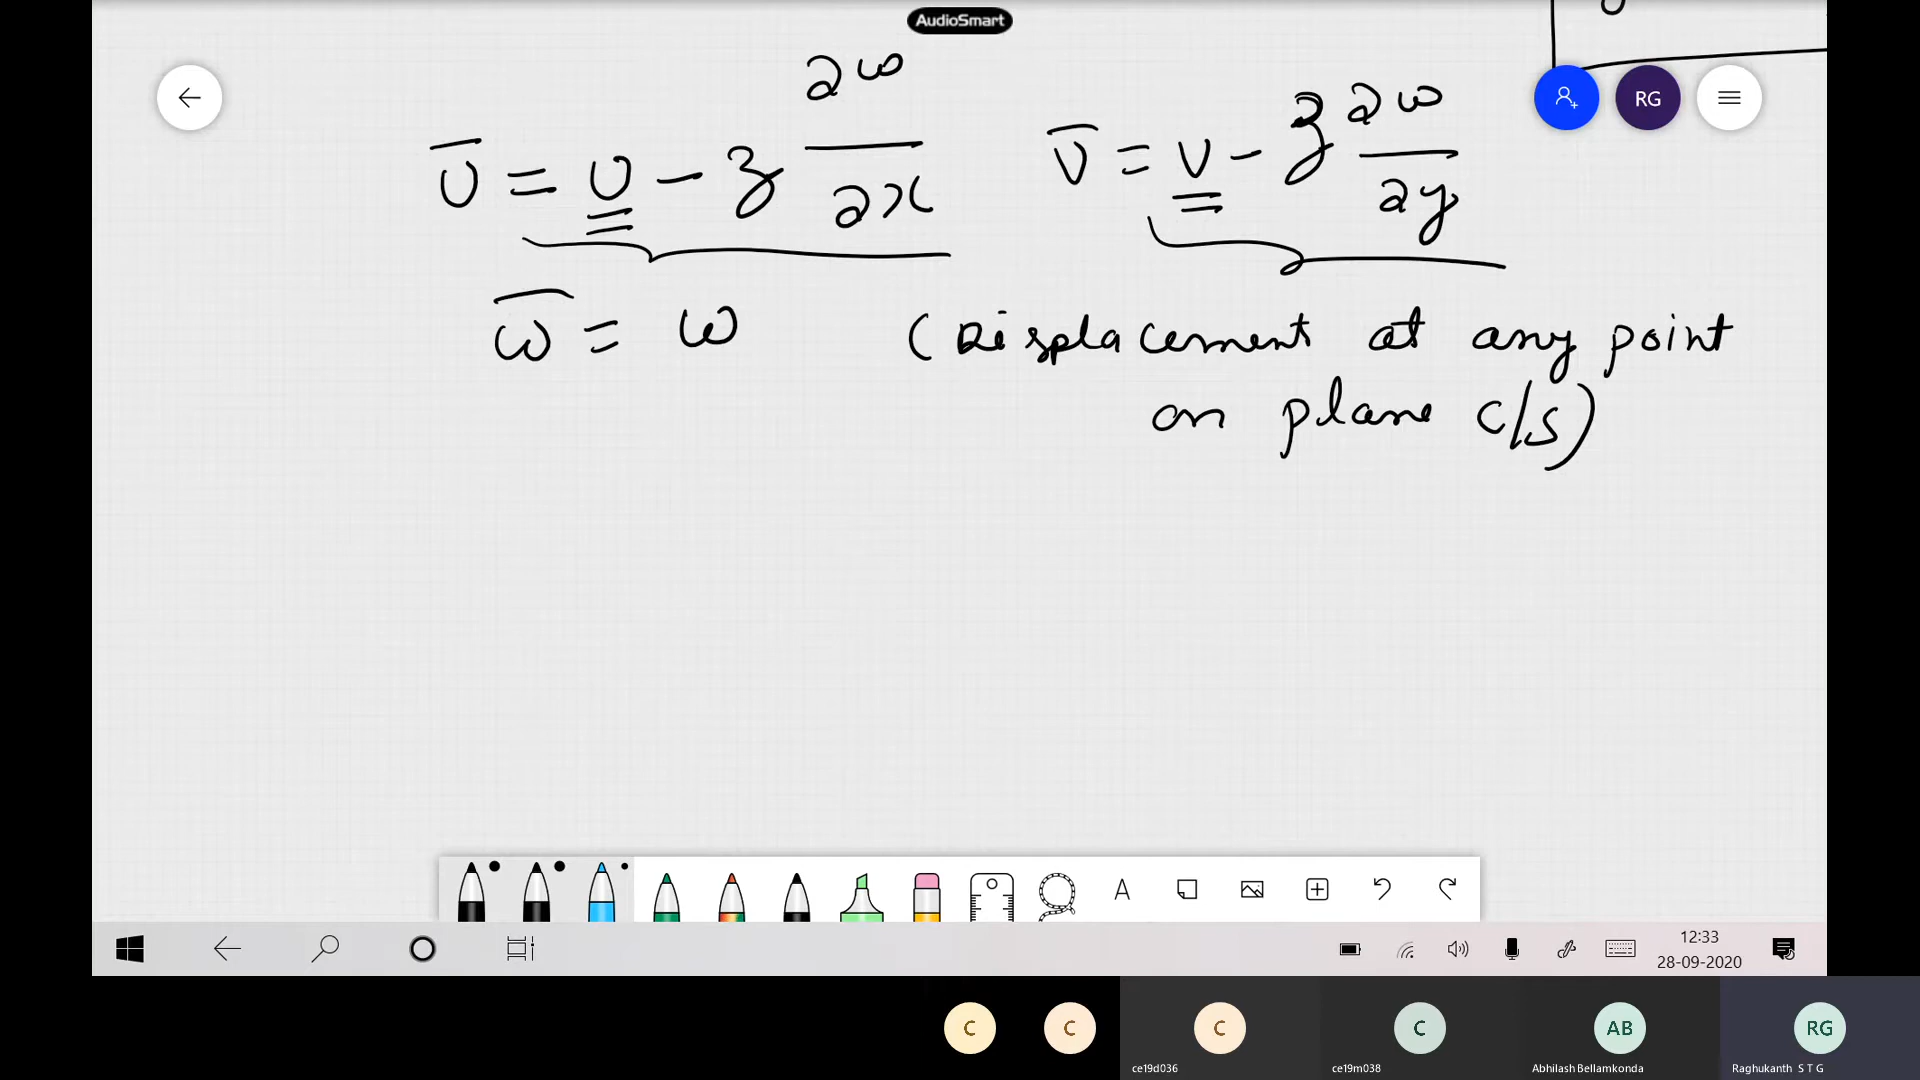 AudioSmart
RG
U̅ = U - z ∂w/∂x   V̅ = V - z ∂w/∂y
w̅ = w (Displacement at any point
on plane c/s)
A
12:33
28-09-2020
C C C C AB RG
ce19d036 ce19m038 Abhilash Bellamkonda Raghukanth S T G